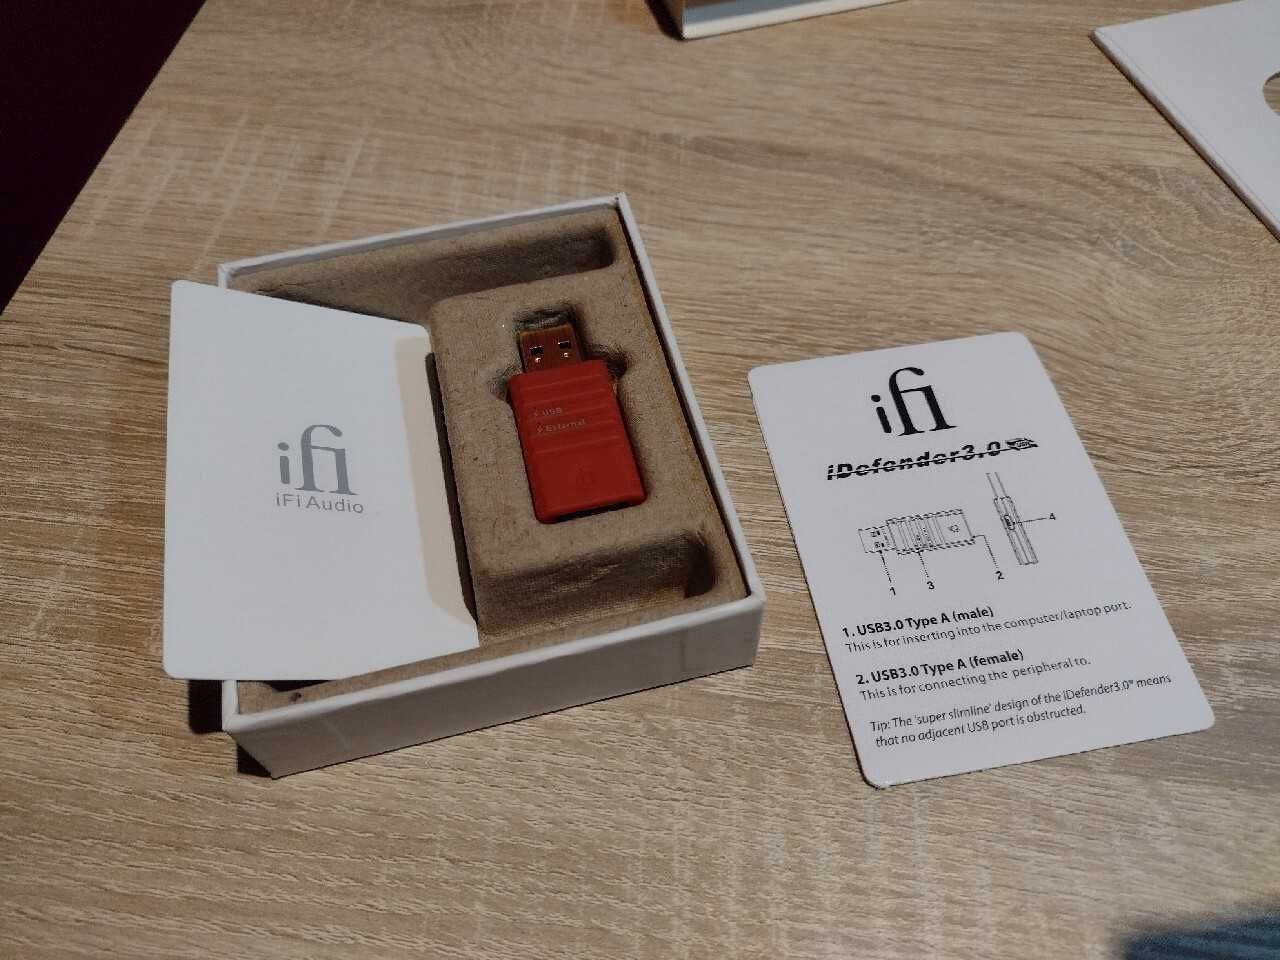 ifi
iFi Audio
⚡USB
⚡External
ifi
iDefender3.0
1
3
2
4
1. USB3.0 Type A (male)
This is for inserting into the computer/laptop port.
2. USB3.0 Type A (female)
This is for connecting the peripheral to.
Tip: The 'super slimline' design of the iDefender3.0® means
that no adjacent USB port is obstructed.